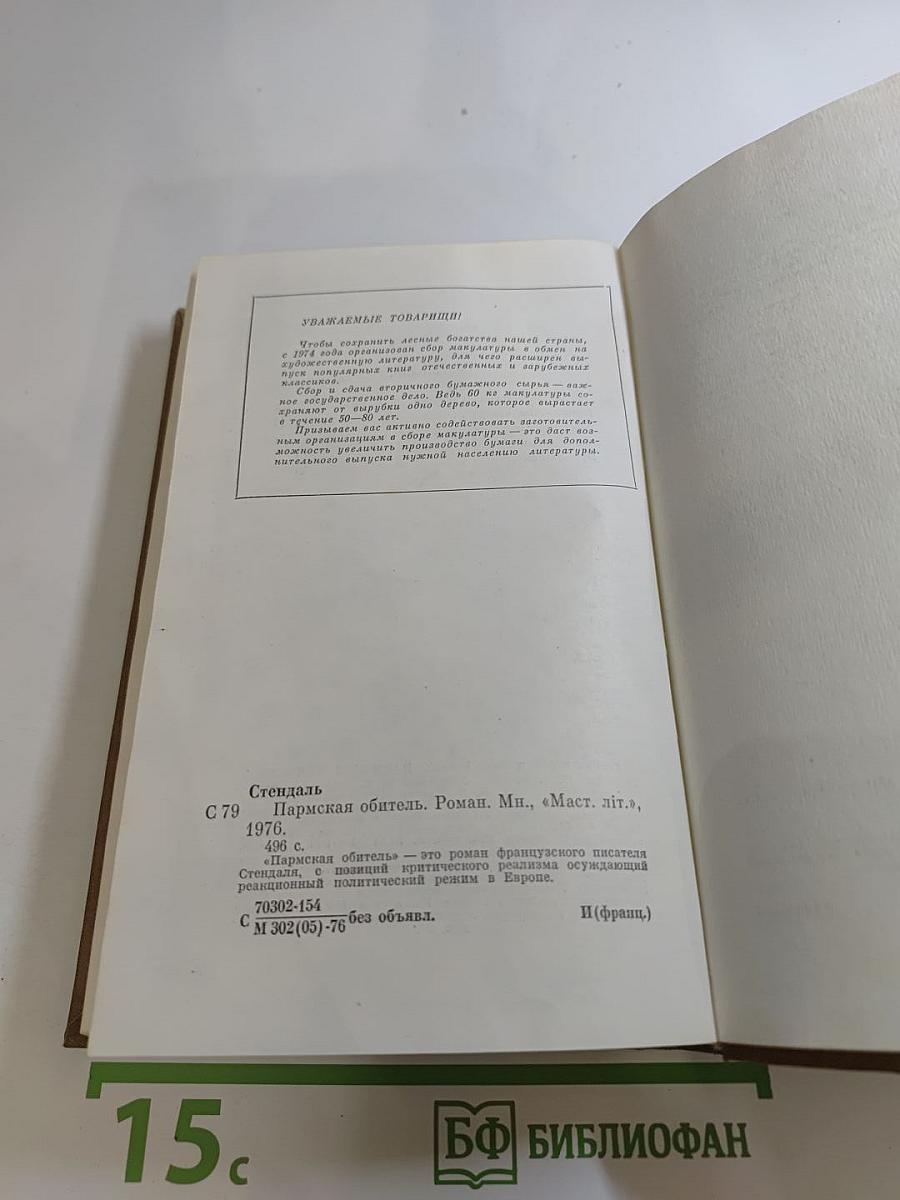 УВАЖАЕМЫЕ ТОВАРИЩИ!
Чтобы сохранить лесные богатства нашей страны,
с 1974 года организован сбор макулатуры в обмен на
художественную литературу, для чего расширен вы-
пуск популярных книг отечественных и зарубежных
классиков.
Сбор и сдача вторичного бумажного сырья — важ-
ное государственное дело. Ведь 60 кг макулатуры со-
храняют от вырубки одно дерево, которое вырастает
в течение 50—80 лет.
Призываем вас активно содействовать заготовитель-
ным организациям в сборе макулатуры — это даст воз-
можность увеличить производство бумаги для допол-
нительного выпуска нужной населению литературы.
Стендаль
С 79 Пармская обитель. Роман. Мн., «Маст. літ.»,
1976.
496 с.
«Пармская обитель» — это роман французского писателя
Стендаля, с позиций критического реализма осуждающий
реакционный политический режим в Европе.
70302-154
С без объявл. И(франц.)
М 302(05)-76
15 с
БФ БИБЛИОФАН